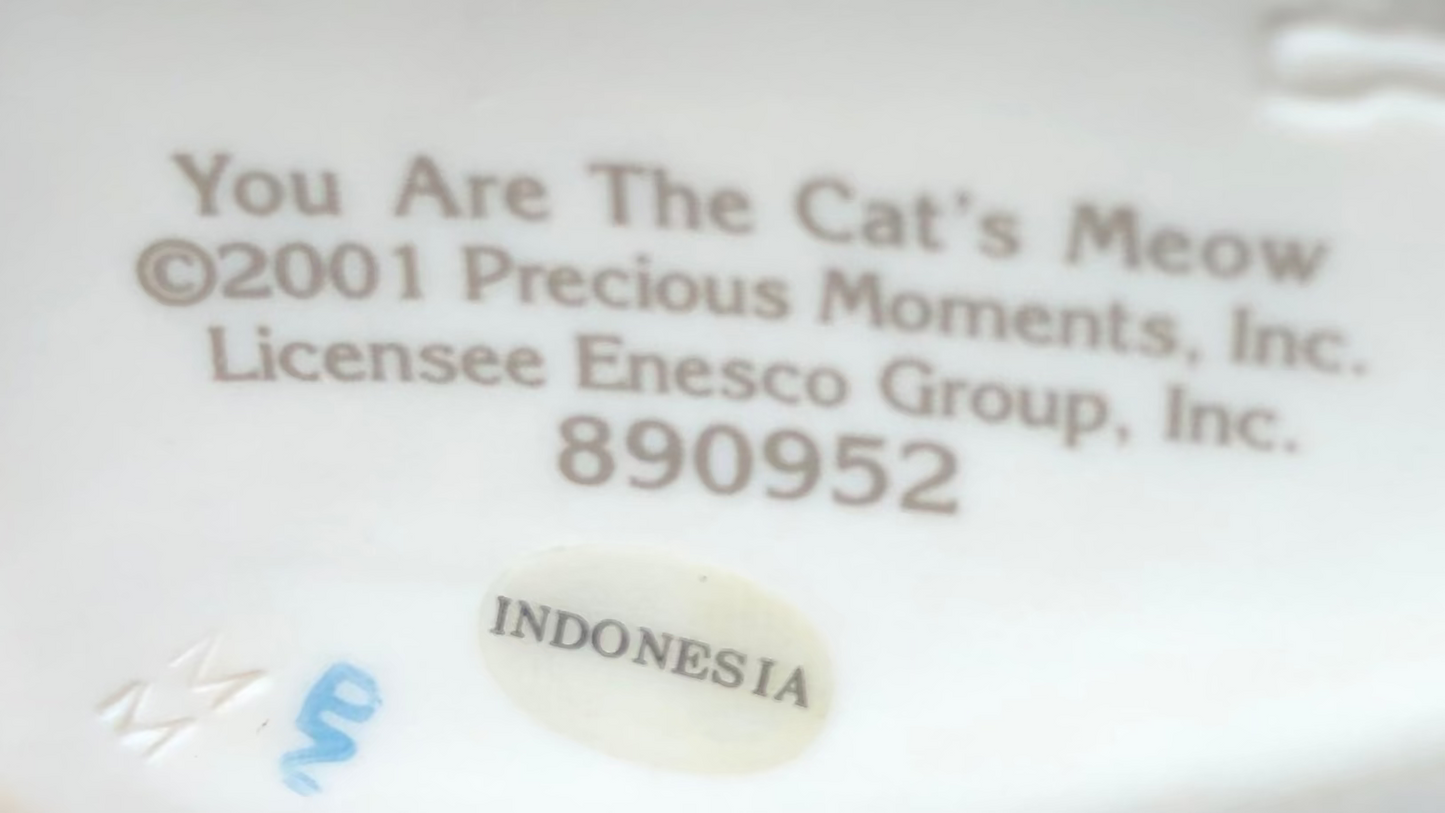 You Are The Cat's Meow
©2001 Precious Moments, Inc.
Licensee Enesco Group, Inc.
890952
INDONESIA